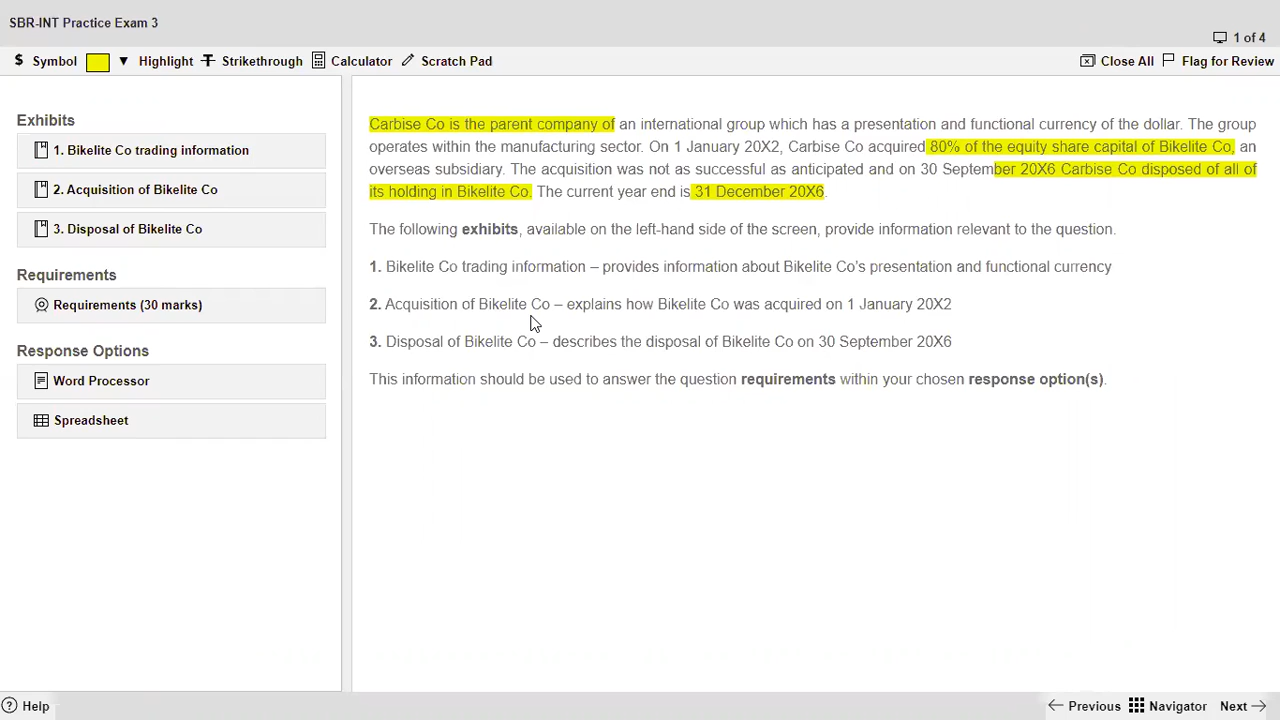 SBR-INT Practice Exam 3
1 of 4
$ Symbol Highlight Strikethrough Calculator Scratch Pad Close All Flag for Review
Exhibits
1. Bikelite Co trading information
2. Acquisition of Bikelite Co
3. Disposal of Bikelite Co
Requirements
Requirements (30 marks)
Response Options
Word Processor
Spreadsheet
Carbise Co is the parent company of an international group which has a presentation and functional currency of the dollar. The group
operates within the manufacturing sector. On 1 January 20X2, Carbise Co acquired 80% of the equity share capital of Bikelite Co, an
overseas subsidiary. The acquisition was not as successful as anticipated and on 30 September 20X6 Carbise Co disposed of all of
its holding in Bikelite Co. The current year end is 31 December 20X6.
The following exhibits, available on the left-hand side of the screen, provide information relevant to the question.
1. Bikelite Co trading information – provides information about Bikelite Co's presentation and functional currency
2. Acquisition of Bikelite Co – explains how Bikelite Co was acquired on 1 January 20X2
3. Disposal of Bikelite Co – describes the disposal of Bikelite Co on 30 September 20X6
This information should be used to answer the question requirements within your chosen response option(s).
? Help Previous Navigator Next